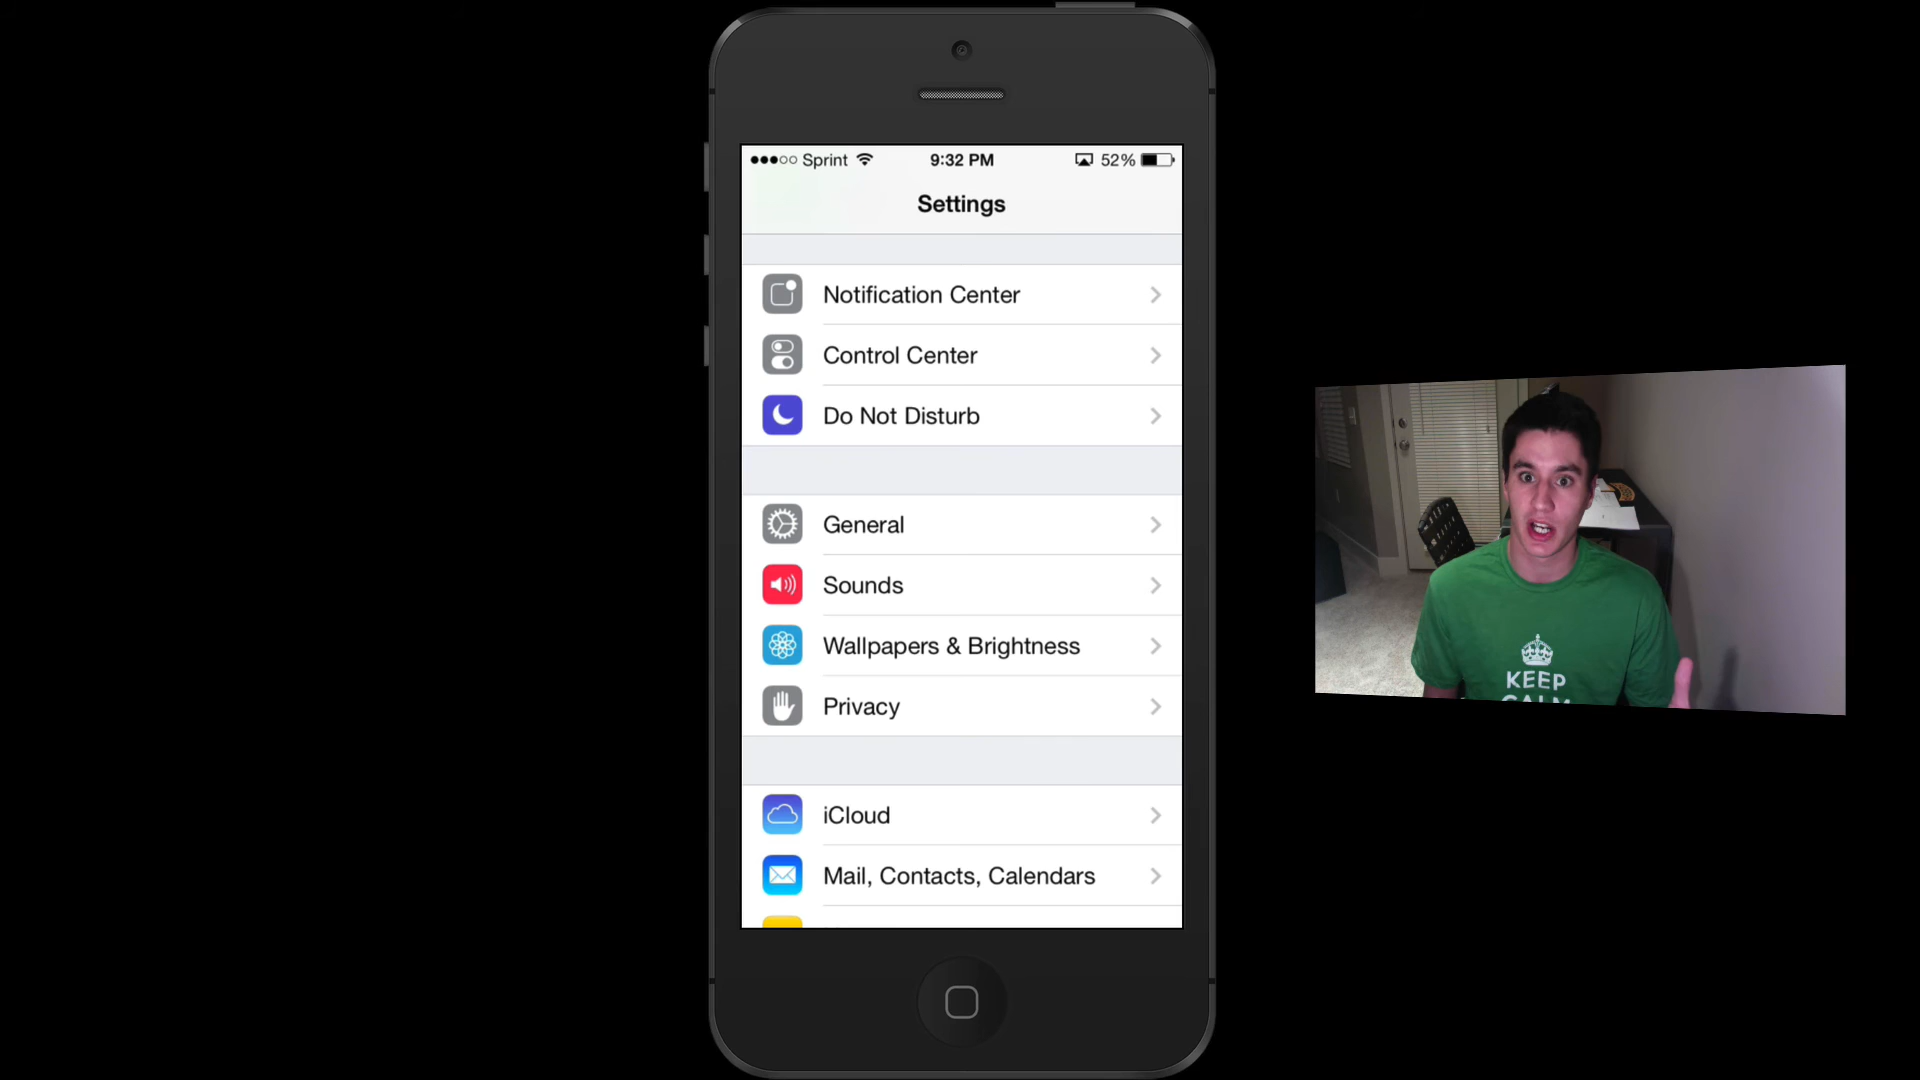 Sprint 9:32 PM 52%
Settings
Notification Center
Control Center
Do Not Disturb
General
Sounds
Wallpapers & Brightness
Privacy
iCloud
Mail, Contacts, Calendars
KEEP
CALM